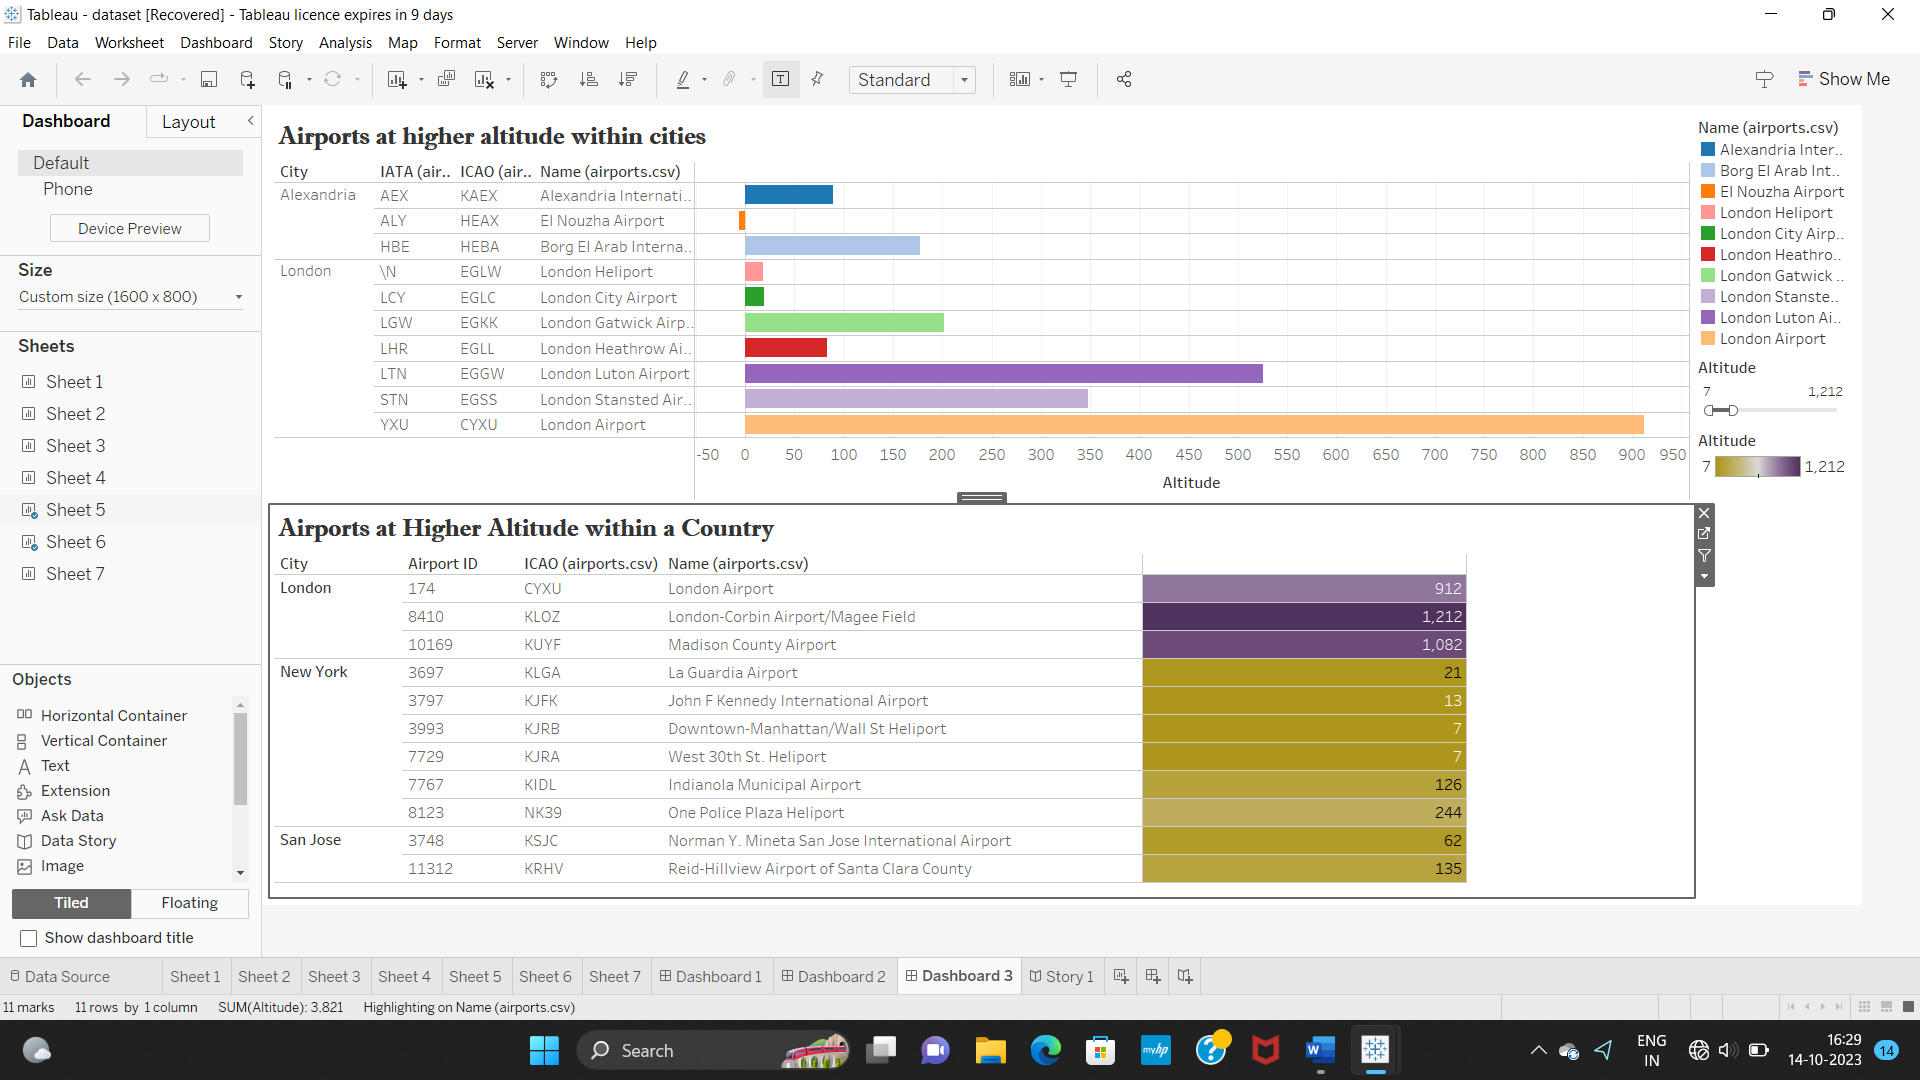 Tableau - dataset [Recovered] - Tableau licence expires in 9 days
File Data Worksheet Dashboard Story Analysis Map Format Server Window Help
Standard
Show Me
Dashboard Layout
Default
Phone
Device Preview
Size
Custom size (1600 x 800)
Sheets
Sheet 1
Sheet 2
Sheet 3
Sheet 4
Sheet 5
Sheet 6
Sheet 7
Objects
Horizontal Container
Vertical Container
Text
Extension
Ask Data
Data Story
Image
Tiled Floating
Show dashboard title
Airports at higher altitude within cities
City IATA (air.. ICAO (air.. Name (airports.csv)
Alexandria AEX KAEX Alexandria Internati..
ALY HEAX El Nouzha Airport
HBE HEBA Borg El Arab Interna..
London \N EGLW London Heliport
LCY EGLC London City Airport
LGW EGKK London Gatwick Airp..
LHR EGLL London Heathrow Ai..
LTN EGGW London Luton Airport
STN EGSS London Stansted Air..
YXU CYXU London Airport
-50 0 50 100 150 200 250 300 350 400 450 500 550 600 650 700 750 800 850 900 950
Altitude
Name (airports.csv)
Alexandria Inter..
Borg El Arab Int..
El Nouzha Airport
London Heliport
London City Airp..
London Heathro..
London Gatwick ..
London Stanste..
London Luton Ai..
London Airport
Altitude
7 1,212
Altitude
7 1,212
Airports at Higher Altitude within a Country
City Airport ID ICAO (airports.csv) Name (airports.csv)
London 174 CYXU London Airport 912
8410 KLOZ London-Corbin Airport/Magee Field 1,212
10169 KUYF Madison County Airport 1,082
New York 3697 KLGA La Guardia Airport 21
3797 KJFK John F Kennedy International Airport 13
3993 KJRB Downtown-Manhattan/Wall St Heliport 7
7729 KJRA West 30th St. Heliport 7
7767 KIDL Indianola Municipal Airport 126
8123 NK39 One Police Plaza Heliport 244
San Jose 3748 KSJC Norman Y. Mineta San Jose International Airport 62
11312 KRHV Reid-Hillview Airport of Santa Clara County 135
Data Source Sheet 1 Sheet 2 Sheet 3 Sheet 4 Sheet 5 Sheet 6 Sheet 7 Dashboard 1 Dashboard 2 Dashboard 3 Story 1
11 marks 11 rows by 1 column SUM(Altitude): 3,821 Highlighting on Name (airports.csv)
Search
myhp
W
ENG
IN
16:29
14-10-2023
14